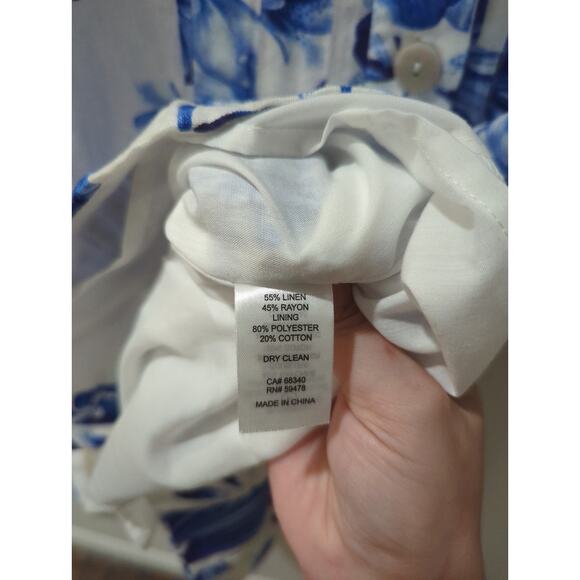 55% LINEN
45% RAYON
LINING
80% POLYESTER
20% COTTON
DRY CLEAN
CA# 68340
RN# 59478
MADE IN CHINA